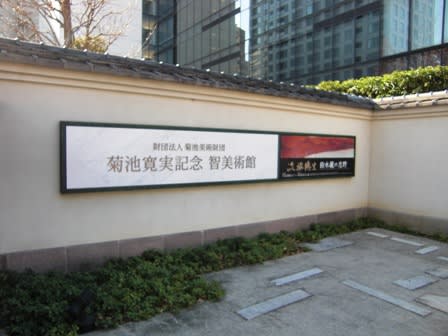 財団法人 菊池美術財団
菊池寛実記念 智美術館